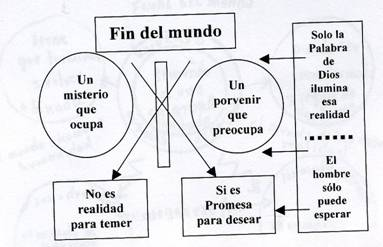 Fin del mundo
Un
misterio
que
ocupa
Un
porvenir
que
preocupa
Solo la
Palabra
de
Dios
ilumina
esa
realidad
El
hombre
sólo
puede
esperar
No es
realidad
para temer
Si es
Promesa
para desear